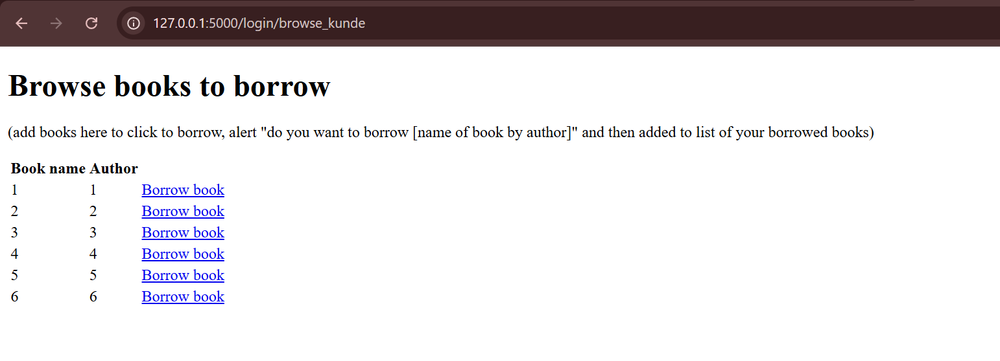 127.0.0.1:5000/login/browse_kunde
Browse books to borrow
(add books here to click to borrow, alert "do you want to borrow [name of book by author]" and then added to list of your borrowed books)
Book name Author
1 1 Borrow book
2 2 Borrow book
3 3 Borrow book
4 4 Borrow book
5 5 Borrow book
6 6 Borrow book